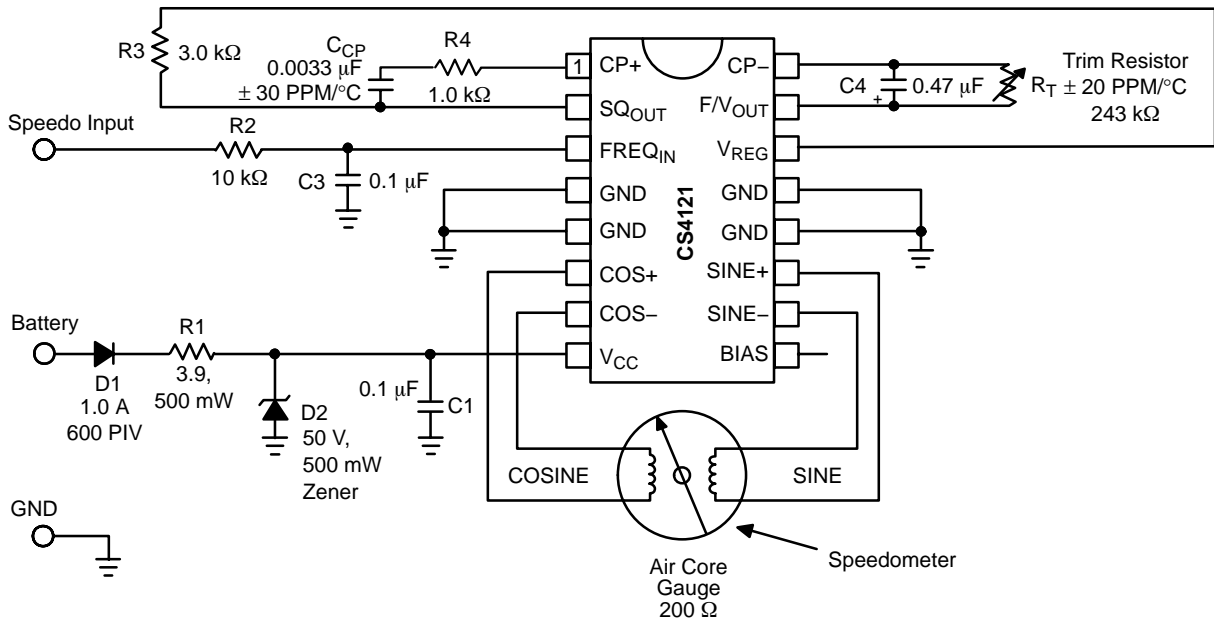 R3
3.0 kΩ
C_CP
0.0033 μF
± 30 PPM/°C
R4
1.0 kΩ
1
CP+
SQ_OUT
FREQ_IN
GND
GND
COS+
COS–
V_CC
CS4121
CP–
F/V_OUT
V_REG
GND
GND
SINE+
SINE–
BIAS
C4
+
0.47 μF
Trim Resistor
R_T ± 20 PPM/°C
243 kΩ
Speedo Input
R2
10 kΩ
C3
0.1 μF
Battery
D1
1.0 A
600 PIV
R1
3.9,
500 mW
D2
50 V,
500 mW
Zener
0.1 μF
C1
COSINE
SINE
GND
Speedometer
Air Core
Gauge
200 Ω